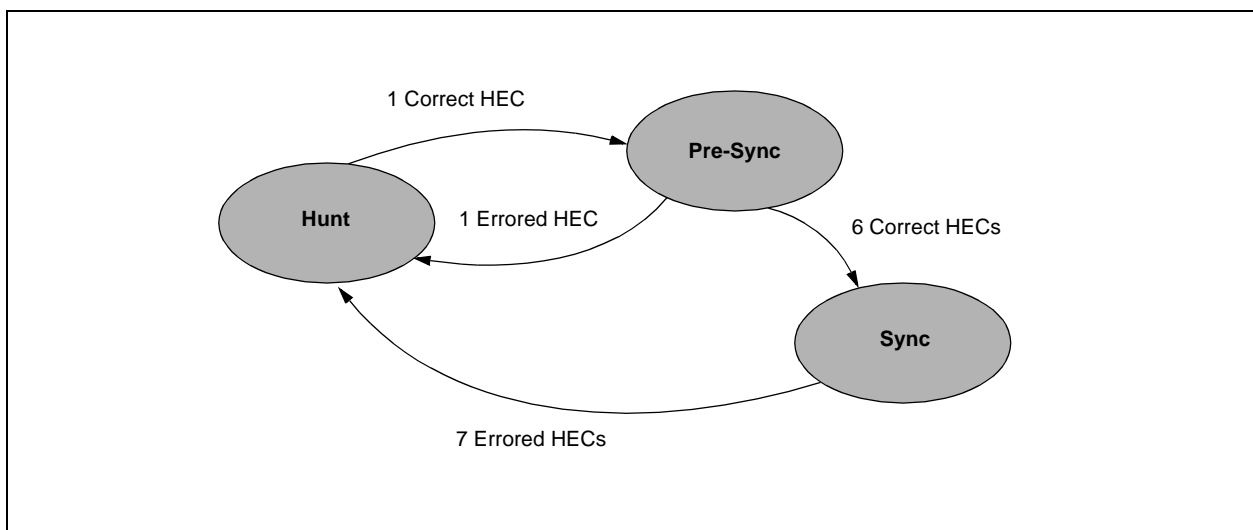 1 Correct HEC
Pre-Sync
Hunt
1 Errored HEC
6 Correct HECs
Sync
7 Errored HECs